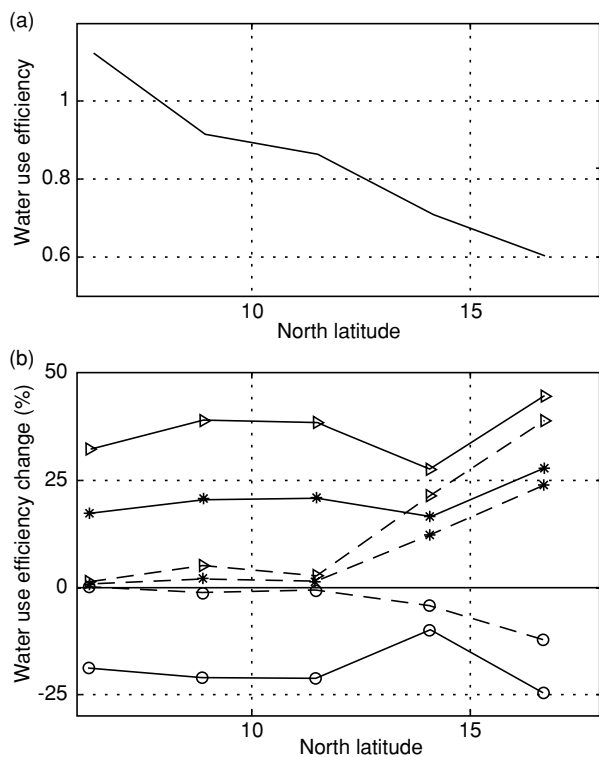 (a)
Water use efficiency
1
0.8
0.6
10
15
North latitude
(b)
Water use efficiency change (%)
50
25
0
-25
10
15
North latitude